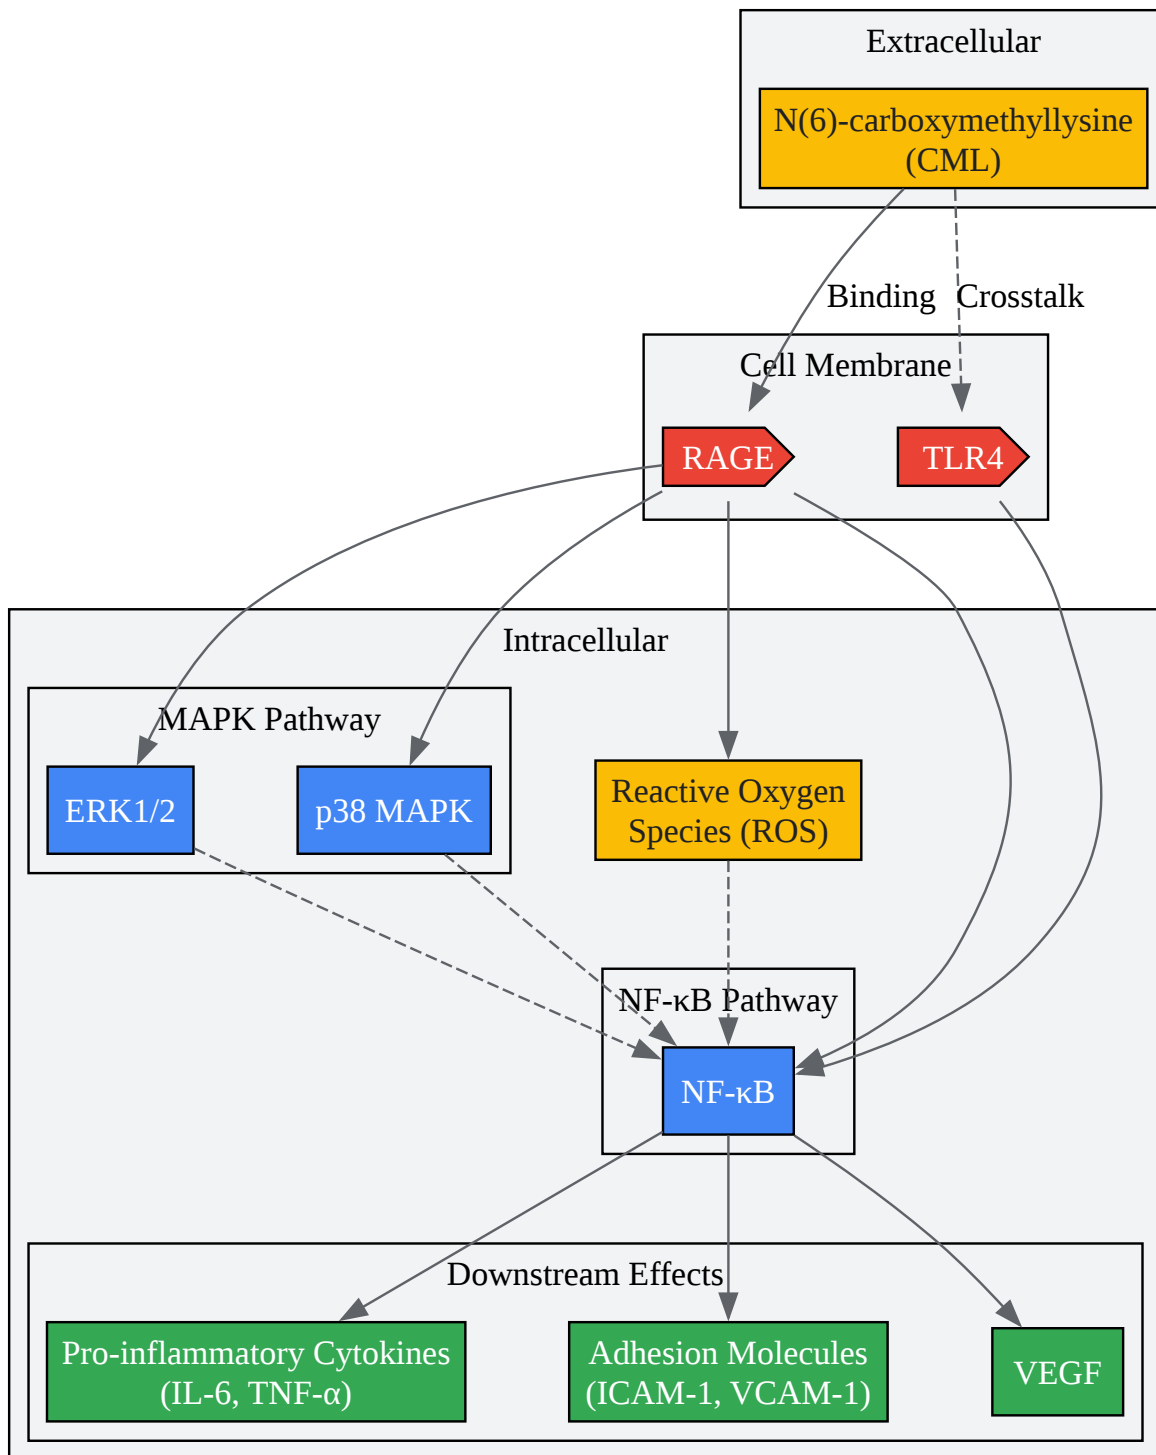 Extracellular
N(6)-carboxymethyllysine
(CML)
Binding
Crosstalk
Cell Membrane
RAGE
TLR4
Intracellular
MAPK Pathway
ERK1/2
p38 MAPK
Reactive Oxygen
Species (ROS)
NF-κB Pathway
NF-κB
Downstream Effects
Pro-inflammatory Cytokines
(IL-6, TNF-α)
Adhesion Molecules
(ICAM-1, VCAM-1)
VEGF